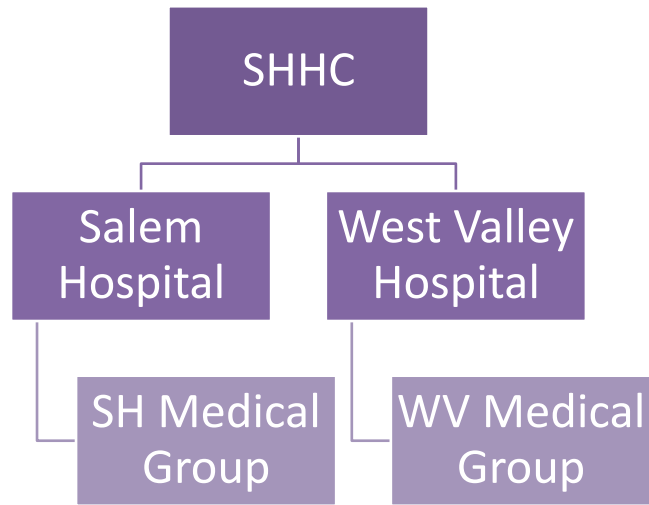 SHHC
Salem
Hospital
West Valley
Hospital
SH Medical
Group
WV Medical
Group